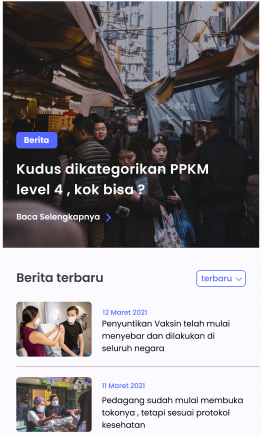 Berita
Kudus dikategorikan PPKM
level 4 , kok bisa ?
Baca Selengkapnya
Berita terbaru
terbaru
12 Maret 2021
Penyuntikan Vaksin telah mulai
menyebar dan dilakukan di
seluruh negara
11 Maret 2021
Pedagang sudah mulai membuka
tokonya , tetapi sesuai protokol
kesehatan